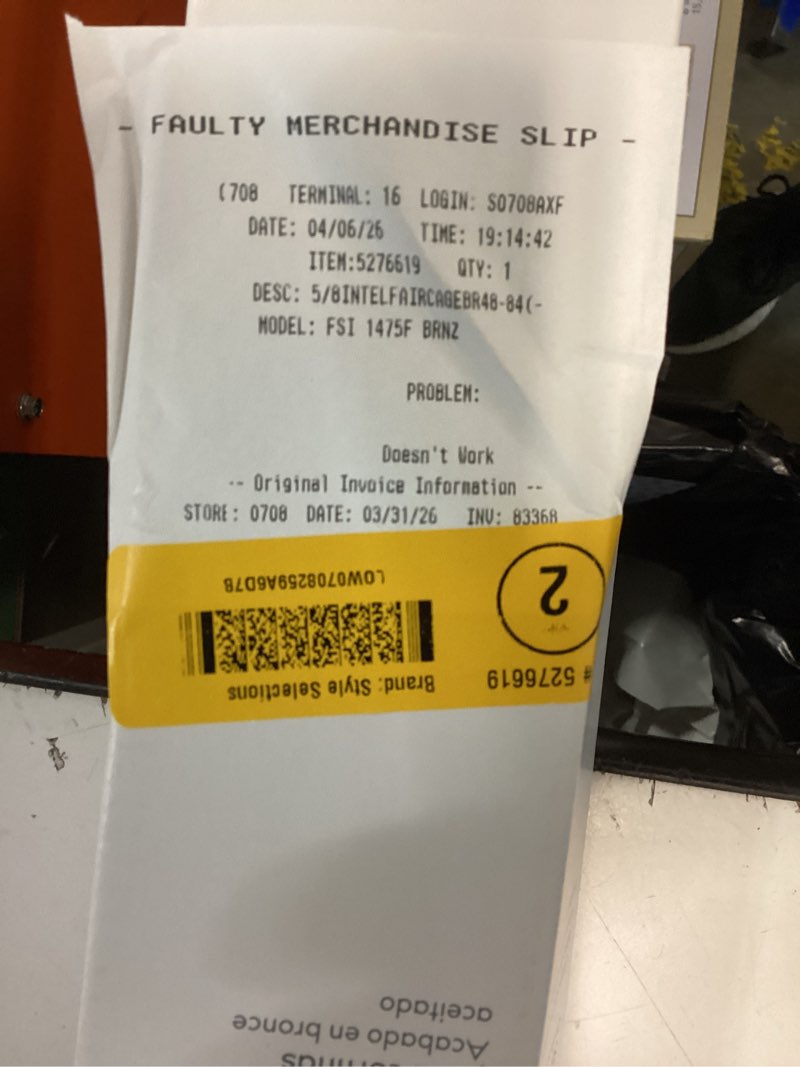 - FAULTY MERCHANDISE SLIP -
(708 TERMINAL: 16 LOGIN: S0708AXF
DATE: 04/06/26 TIME: 19:14:42
ITEM:5276619 QTY: 1
DESC: 5/8INTELFAIRCAGEBR48-84(-
MODEL: FSI 1475F BRNZ
PROBLEM:
Doesn't Work
-- Original Invoice Information --
STORE: 0708 DATE: 03/31/26 INV: 83368
# 5276619 Brand: Style Selections
2
LOW0708259A6D7B
Acabado en bronce
aceitado